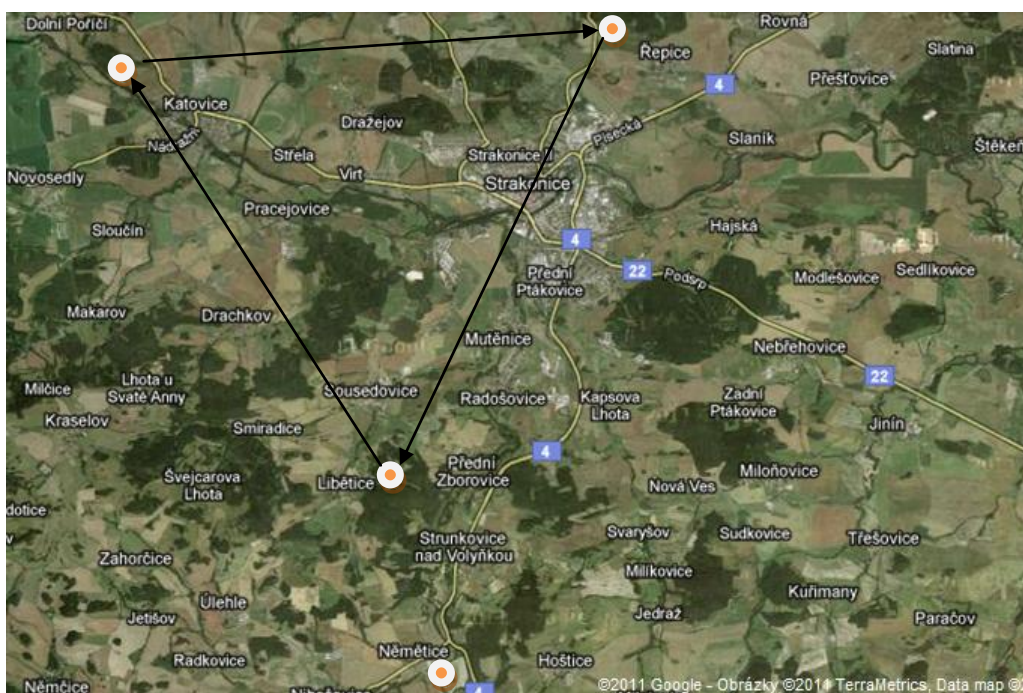 Dolní Poříčí
Rovná
Řepice
Slatina
Přešťovice
4
Katovice
Dražejov
Písecká
Slaník
Štěkeň
Střela
Strakonice II
Virt
Strakonice
Novosedly
Pracejovice
Sloučín
Hajská
4
22
Podsrp
Přední
Ptákovice
Modlešovice
Sedlíkovice
Makarov
Drachkov
Mutěnice
Nebřehovice
22
Milčice
Lhota u
Svaté Anny
Sousedovice
Radošovice
Kapsova
Lhota
Zadní
Ptákovice
Kraselov
Smiradice
Jinín
4
Švejcarova
Lhota
Libětice
Přední
Zborovice
Nová Ves
Miloňovice
dotice
v
Strunkovice
nad Volyňkou
Svaryšov
Sudkovice
Třešovice
Zahorčice
Milíkovice
Úlehle
Kuřimany
Jetišov
Jedraž
Paračov
Radkovice
Němětice
Hoštice
Němčice
4
©2011 Google - Obrázky ©2011 TerraMetrics, Data map ©